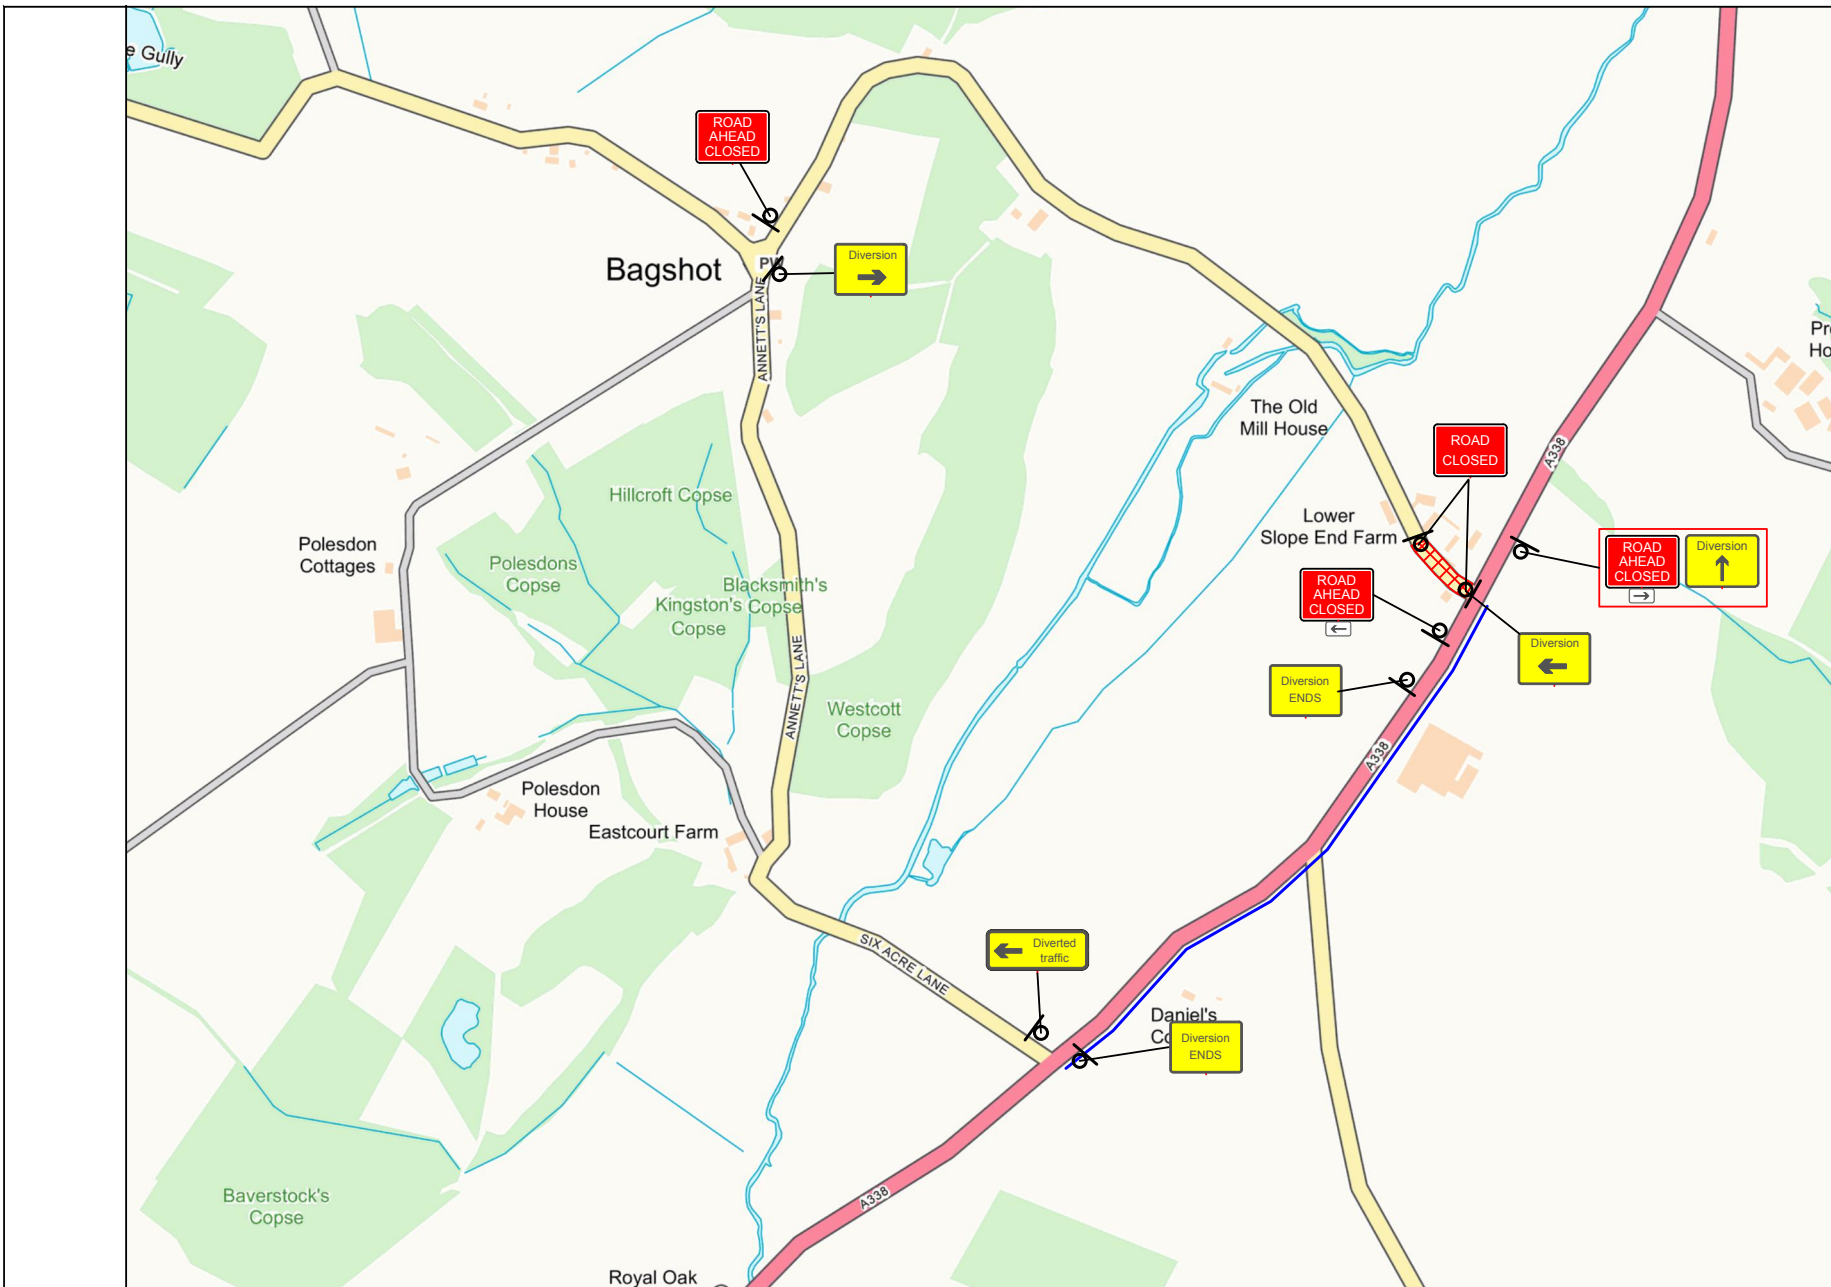 e Gully
ROAD
AHEAD
CLOSED
Bagshot
PW
Diversion
ANNETT'S LANE
Pr
Ho
The Old
Mill House
A338
ROAD
CLOSED
Hillcroft Copse
Lower
Slope End Farm
Polesdon
Cottages
Polesdons
Copse
Blacksmith's
Copse
Kingston's
Copse
ROAD
AHEAD
CLOSED
Diversion
ROAD
AHEAD
CLOSED
Diversion
Diversion
ENDS
ANNETT'S LANE
Westcott
Copse
A338
Polesdon
House
Eastcourt Farm
SIX ACRE LANE
Diverted
traffic
Daniel's
Co
Diversion
ENDS
Baverstock's
Copse
A338
Royal Oak